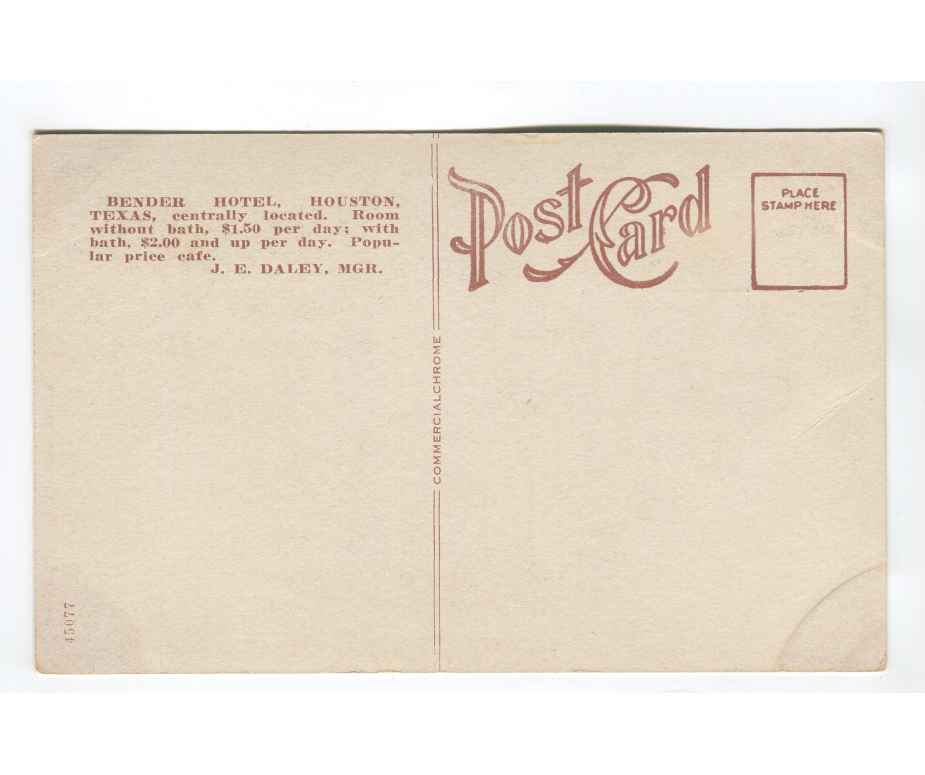 BENDER HOTEL, HOUSTON,
TEXAS, centrally located. Room
without bath, $1.50 per day; with
bath, $2.00 and up per day. Popu-
lar price cafe.
J. E. DALEY, MGR.
Post Card
PLACE
STAMP HERE
COMMERCIALCHROME
45077